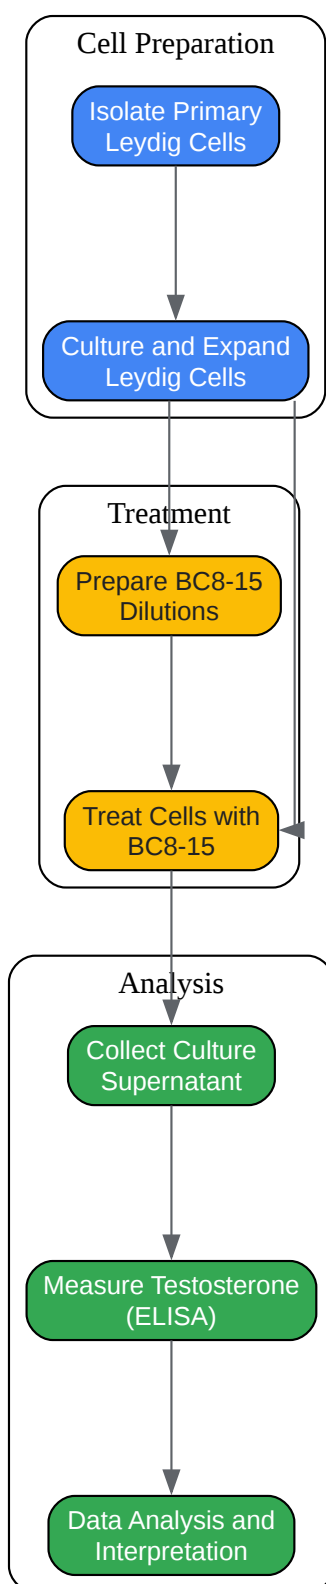 Cell Preparation
Isolate Primary
Leydig Cells
Culture and Expand
Leydig Cells
Treatment
Prepare BC8-15
Dilutions
Treat Cells with
BC8-15
Analysis
Collect Culture
Supernatant
Measure Testosterone
(ELISA)
Data Analysis and
Interpretation